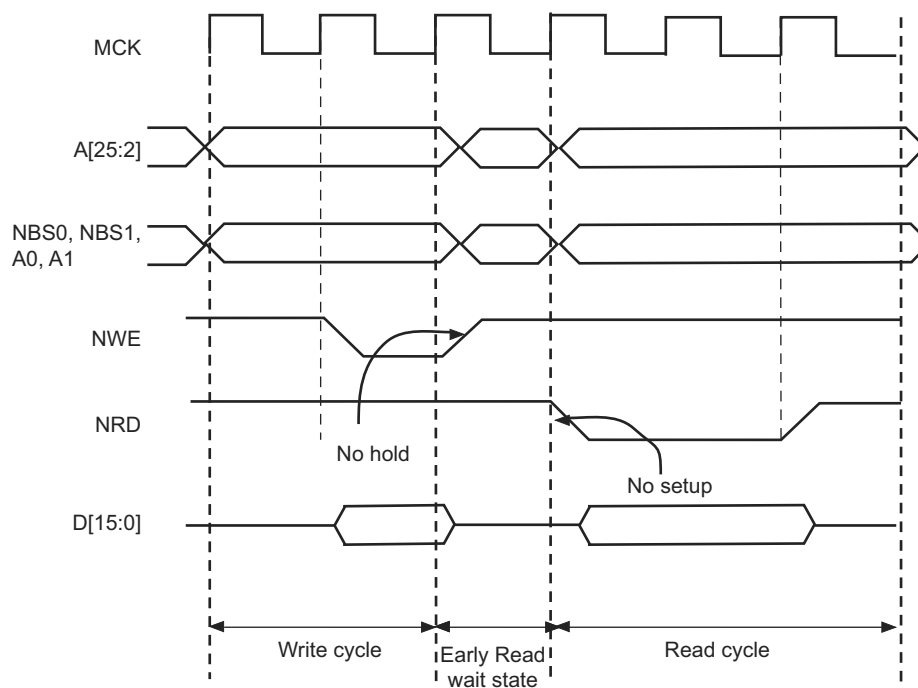 MCK
A[25:2]
NBS0, NBS1,
A0, A1
NWE
NRD
No hold
No setup
D[15:0]
Write cycle
Early Read
wait state
Read cycle